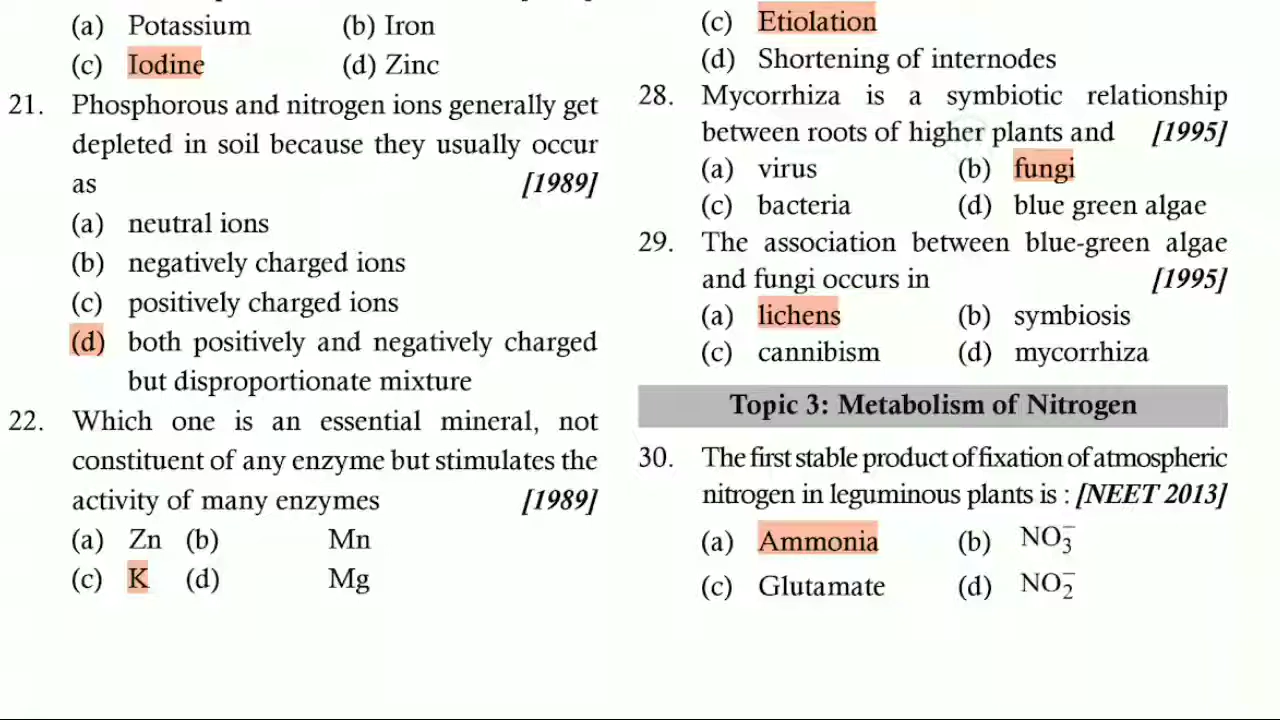 (a) Potassium (b) Iron
(c) Iodine (d) Zinc
21. Phosphorous and nitrogen ions generally get
depleted in soil because they usually occur
as [1989]
(a) neutral ions
(b) negatively charged ions
(c) positively charged ions
(d) both positively and negatively charged
but disproportionate mixture
22. Which one is an essential mineral, not
constituent of any enzyme but stimulates the
activity of many enzymes [1989]
(a) Zn (b) Mn
(c) K (d) Mg
(c) Etiolation
(d) Shortening of internodes
28. Mycorrhiza is a symbiotic relationship
between roots of higher plants and [1995]
(a) virus (b) fungi
(c) bacteria (d) blue green algae
29. The association between blue-green algae
and fungi occurs in [1995]
(a) lichens (b) symbiosis
(c) cannibism (d) mycorrhiza
Topic 3: Metabolism of Nitrogen
30. The first stable product of fixation of atmospheric
nitrogen in leguminous plants is : [NEET 2013]
(a) Ammonia (b) NO₃⁻
(c) Glutamate (d) NO₂⁻